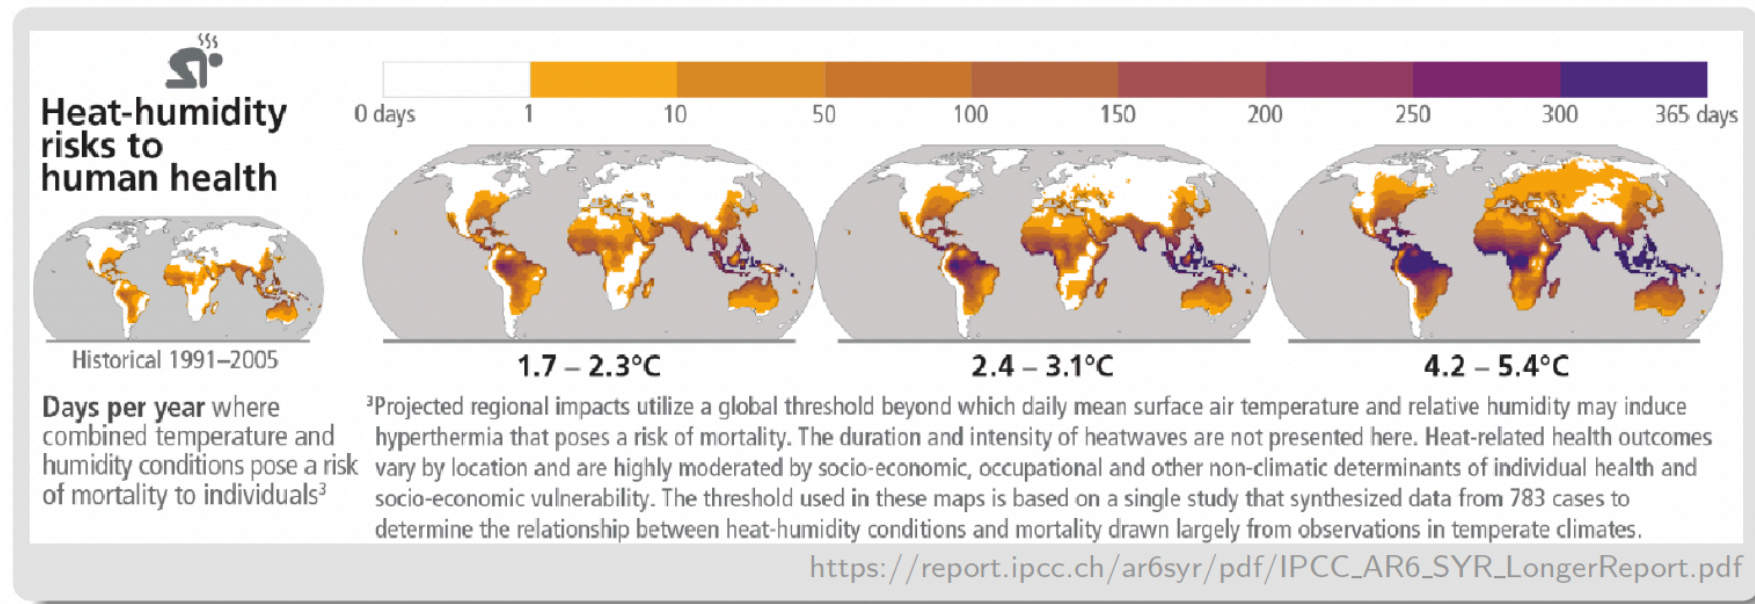 Heat-humidity
risks to
human health
0 days 1 10 50 100 150 200 250 300 365 days
Historical 1991–2005
1.7 – 2.3°C
2.4 – 3.1°C
4.2 – 5.4°C
Days per year where
combined temperature and
humidity conditions pose a risk
of mortality to individuals³
³Projected regional impacts utilize a global threshold beyond which daily mean surface air temperature and relative humidity may induce
hyperthermia that poses a risk of mortality. The duration and intensity of heatwaves are not presented here. Heat-related health outcomes
vary by location and are highly moderated by socio-economic, occupational and other non-climatic determinants of individual health and
socio-economic vulnerability. The threshold used in these maps is based on a single study that synthesized data from 783 cases to
determine the relationship between heat-humidity conditions and mortality drawn largely from observations in temperate climates.
https://report.ipcc.ch/ar6syr/pdf/IPCC_AR6_SYR_LongerReport.pdf